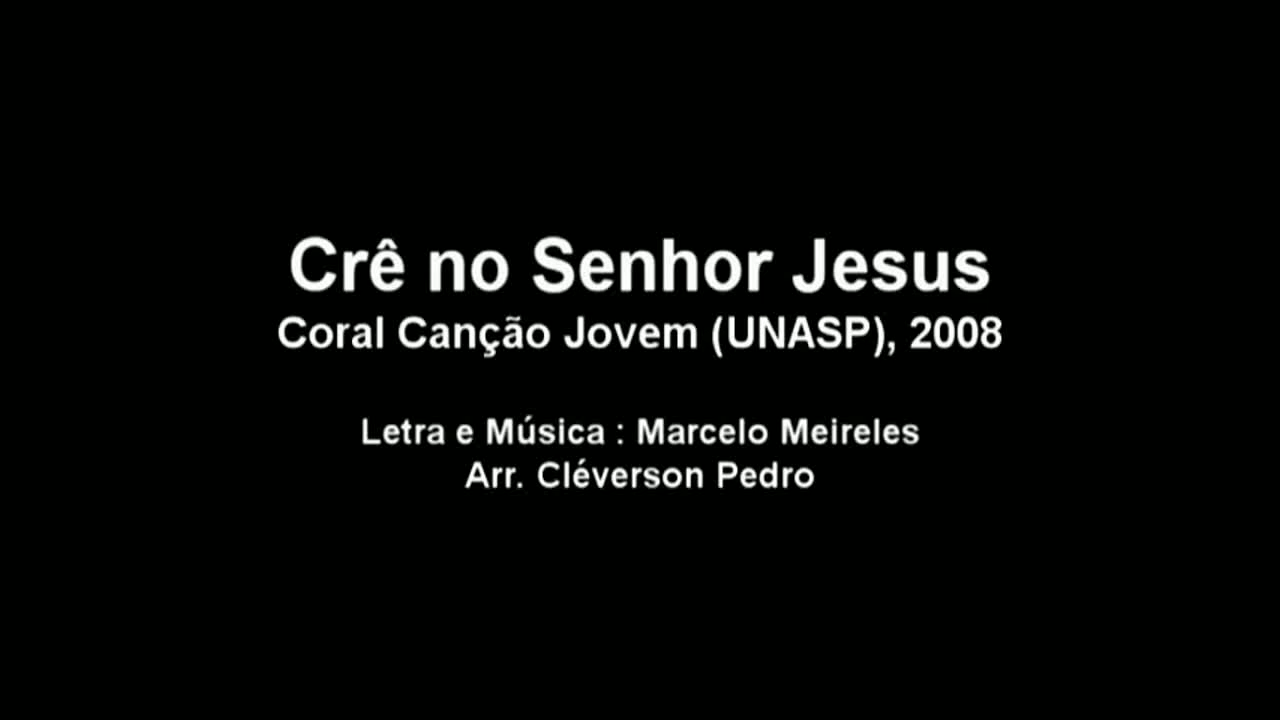 Crê no Senhor Jesus
Coral Canção Jovem (UNASP), 2008
Letra e Música : Marcelo Meireles
Arr. Cléverson Pedro